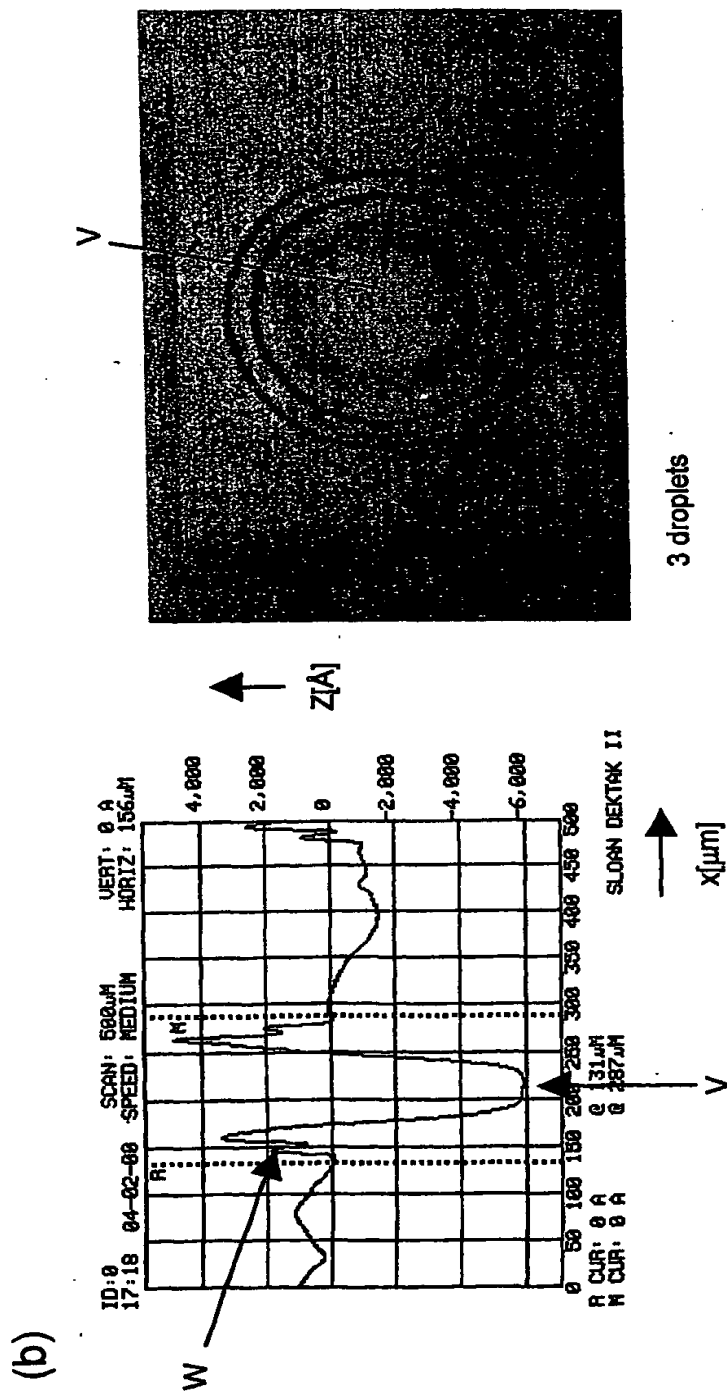 (b)
ID:0 SCAN: 500uM VERT: 0 A
17:18 04-02-00 SPEED: MEDIUM HORIZ: 156uM
R
M
4,000
2,000
0
-2,000
-4,000
-6,000
0 50 100 150 200 250 300 350 400 450 500
R CUR: 0 A @ 131uM
M CUR: 0 A @ 287uM
SLOAN DEKTAK II
W
V
X[μm]
Z[Å]
V
3 droplets